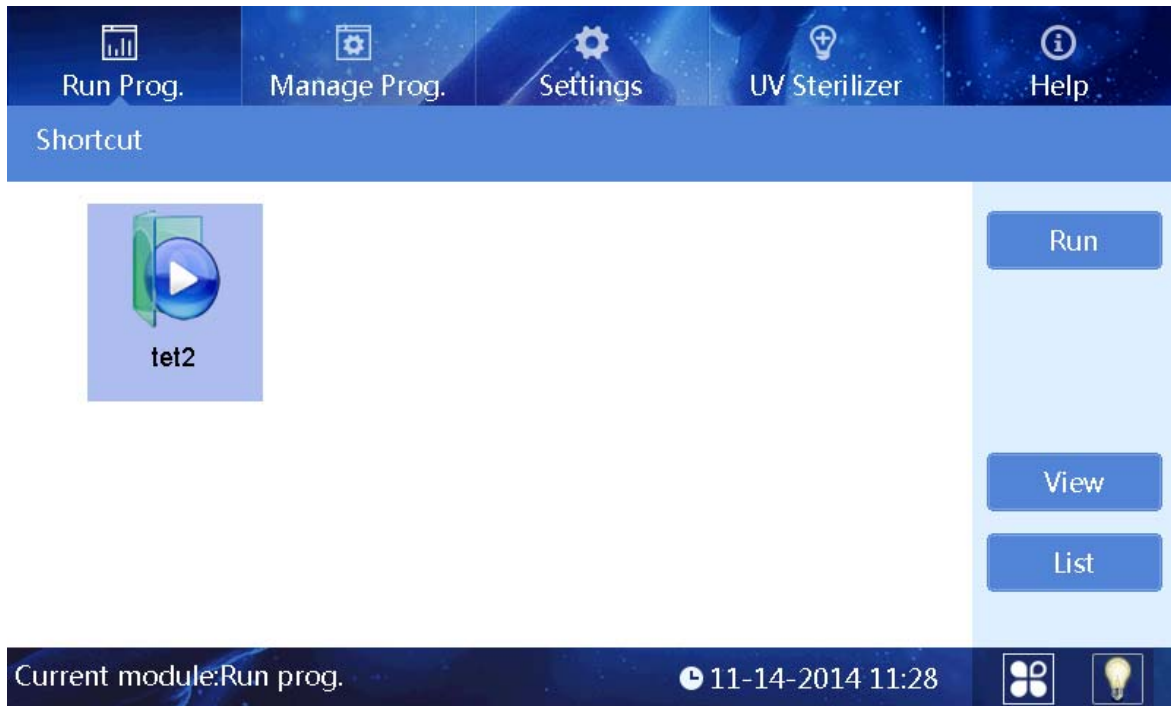 Run Prog.
Manage Prog.
Settings
UV Sterilizer
Help
Shortcut
tet2
Run
View
List
Current module:Run prog.
11-14-2014 11:28